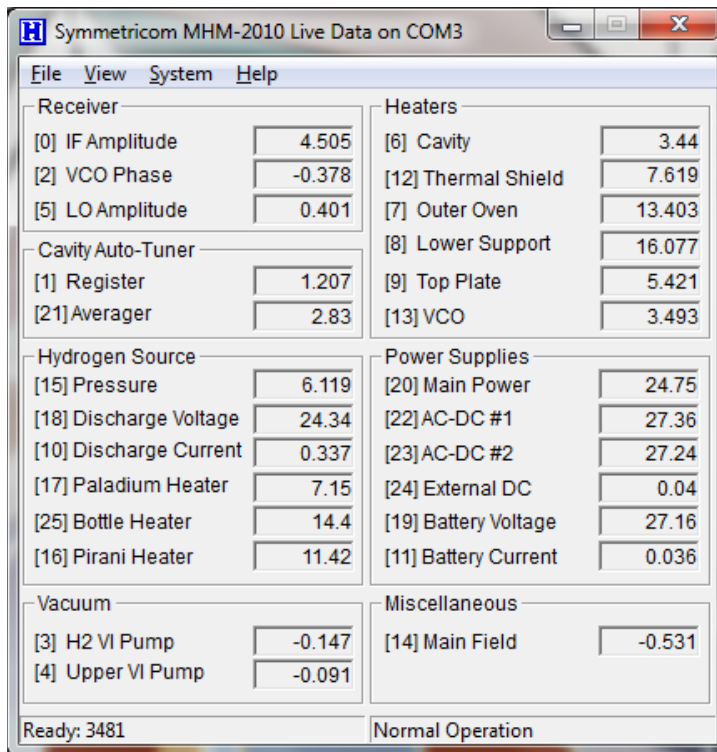 H Symmetricom MHM-2010 Live Data on COM3
File View System Help
Receiver
[0] IF Amplitude 4.505
[2] VCO Phase -0.378
[5] LO Amplitude 0.401
Cavity Auto-Tuner
[1] Register 1.207
[21] Averager 2.83
Hydrogen Source
[15] Pressure 6.119
[18] Discharge Voltage 24.34
[10] Discharge Current 0.337
[17] Paladium Heater 7.15
[25] Bottle Heater 14.4
[16] Pirani Heater 11.42
Vacuum
[3] H2 VI Pump -0.147
[4] Upper VI Pump -0.091
Heaters
[6] Cavity 3.44
[12] Thermal Shield 7.619
[7] Outer Oven 13.403
[8] Lower Support 16.077
[9] Top Plate 5.421
[13] VCO 3.493
Power Supplies
[20] Main Power 24.75
[22] AC-DC #1 27.36
[23] AC-DC #2 27.24
[24] External DC 0.04
[19] Battery Voltage 27.16
[11] Battery Current 0.036
Miscellaneous
[14] Main Field -0.531
Ready: 3481 Normal Operation